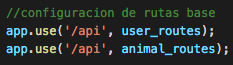 //configuracion de rutas base
app.use('/api', user_routes);
app.use('/api', animal_routes);